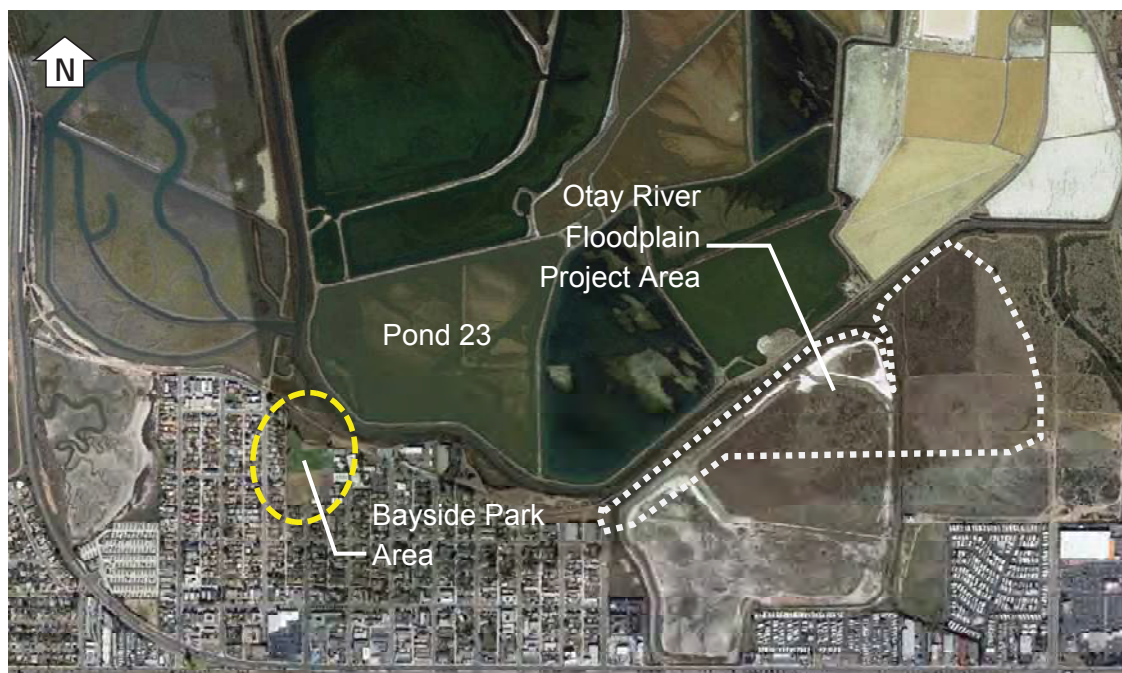 N
Otay River
Floodplain
Project Area
Pond 23
Bayside Park
Area